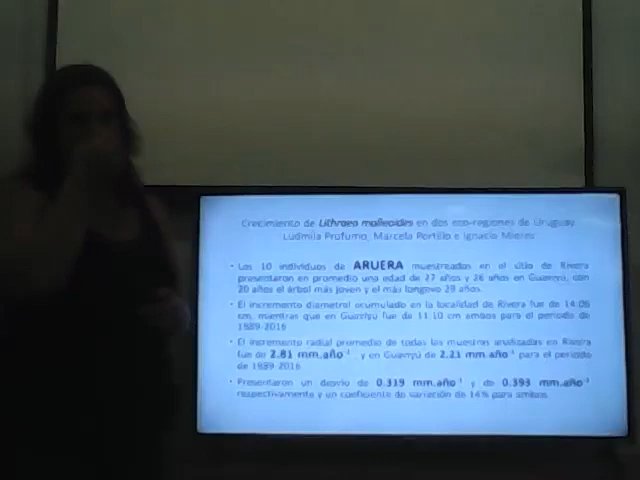 Crecimiento de Lithraea molleoides en dos eco-regiones de Uruguay
Ludmila Profumo, Marcela Portillo e Ignacio Mieres
• Los 10 individuos de ARUERA muestreados en el sitio de Rivera
presentaron en promedio una edad de 27 años y 26 años en Guaviyú, con
20 años el árbol más joven y el más longevo 28 años.
• El incremento diametral acumulado en la localidad de Rivera fue de 14.06
cm, mientras que en Guaviyú fue de 11.10 cm ambos para el período de
1989-2016
• El incremento radial promedio de todas las muestras analizadas en Rivera
fue de 2.81 mm.año⁻¹ y en Guaviyú de 2.21 mm.año⁻¹ para el período
de 1989-2016
• Presentaron un desvío de 0.319 mm.año⁻¹ y de 0.393 mm.año⁻¹
respectivamente y un coeficiente de variación de 14% para ambos.